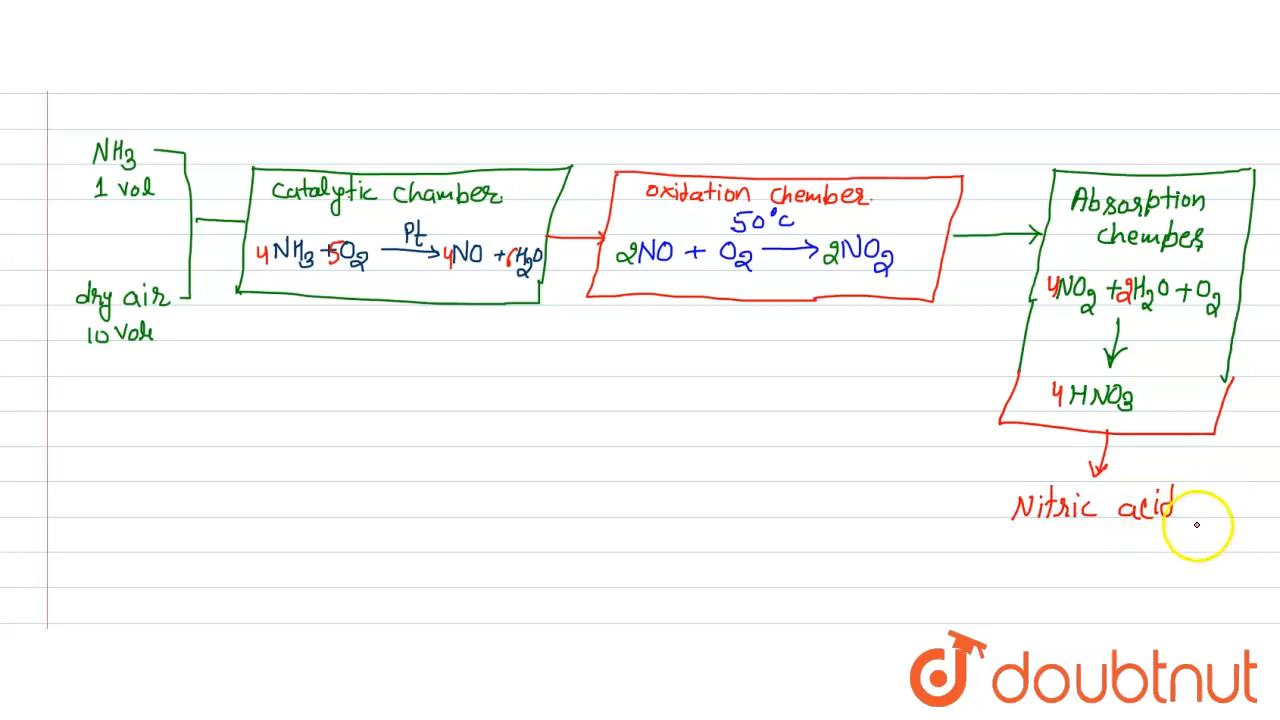 NH3
1 vol
dry air
10 Vol
Catalytic chamber
Pt
4NH3 + 5O2 → 4NO + 6H2O
oxidation chember
50°C
2NO + O2 → 2NO2
Absorption
chember
4NO2 + 2H2O + O2
↓
4HNO3
Nitric acid
doubtnut